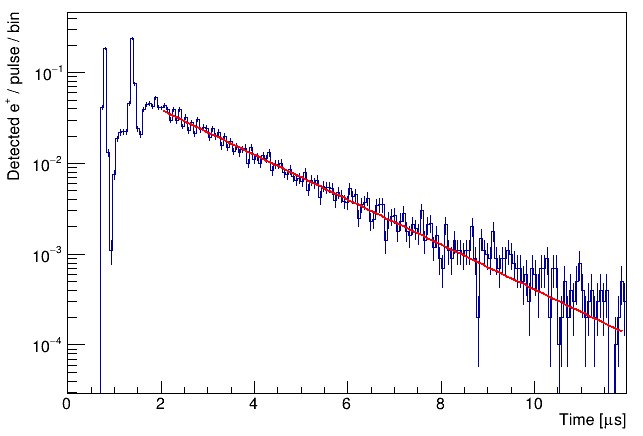 Detected e⁺ / pulse / bin
10⁻¹
10⁻²
10⁻³
10⁻⁴
0 2 4 6 8 10
Time [μs]